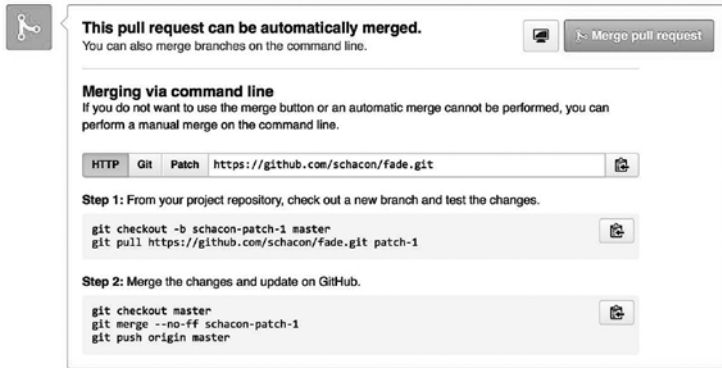 This pull request can be automatically merged.
You can also merge branches on the command line.
Merge pull request
Merging via command line
If you do not want to use the merge button or an automatic merge cannot be performed, you can
perform a manual merge on the command line.
HTTP Git Patch https://github.com/schacon/fade.git
Step 1: From your project repository, check out a new branch and test the changes.
git checkout -b schacon-patch-1 master
git pull https://github.com/schacon/fade.git patch-1
Step 2: Merge the changes and update on GitHub.
git checkout master
git merge --no-ff schacon-patch-1
git push origin master